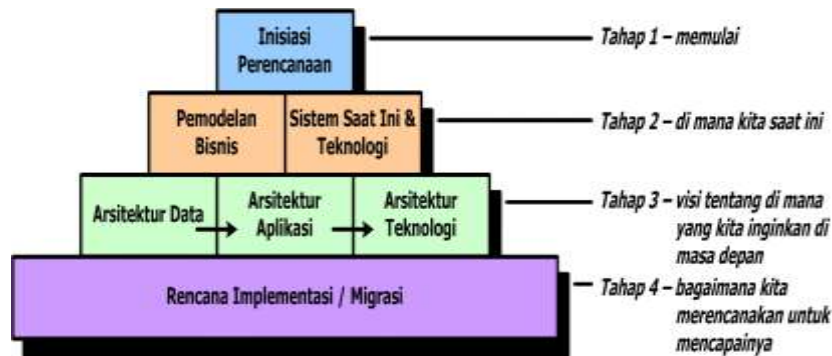 Inisiasi
Perencanaan
Tahap 1 – memulai
Pemodelan
Bisnis
Sistem Saat Ini &
Teknologi
Tahap 2 – di mana kita saat ini
Arsitektur Data
Arsitektur
Aplikasi
Arsitektur
Teknologi
Tahap 3 – visi tentang di mana
yang kita inginkan di
masa depan
Rencana Implementasi / Migrasi
Tahap 4 – bagaimana kita
merencanakan untuk
mencapainya